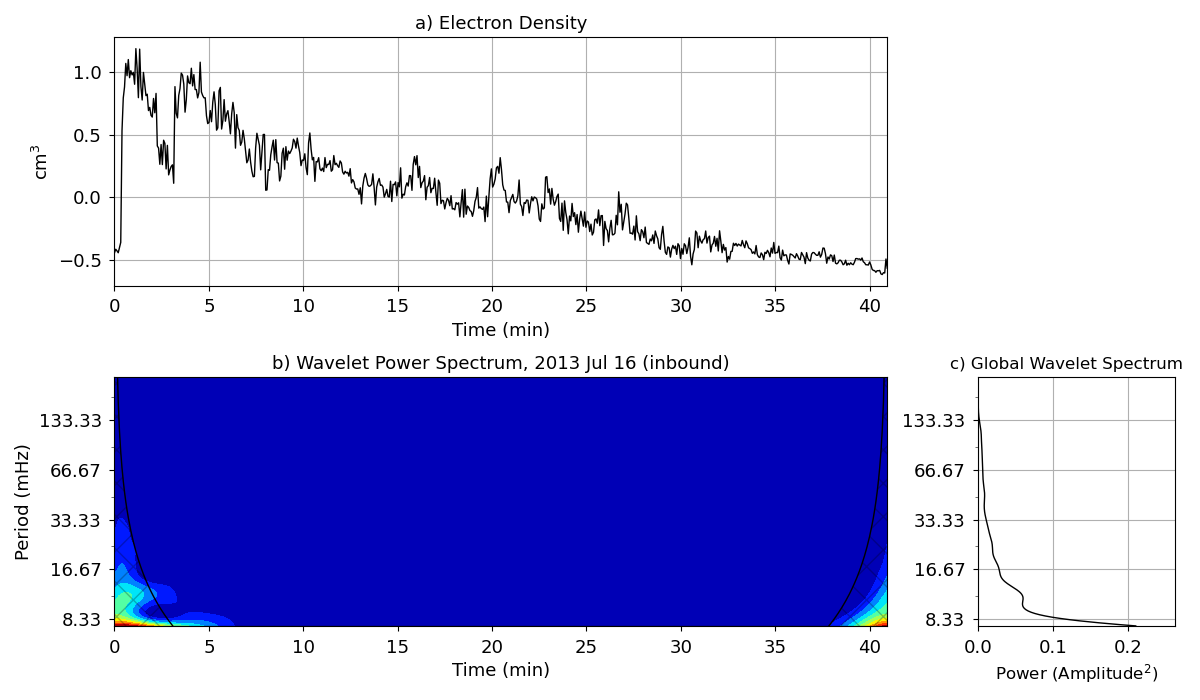 a) Electron Density
1.0
0.5
0.0
−0.5
cm³
0 5 10 15 20 25 30 35 40
Time (min)
b) Wavelet Power Spectrum, 2013 Jul 16 (inbound)
133.33
66.67
33.33
16.67
8.33
Period (mHz)
0 5 10 15 20 25 30 35 40
Time (min)
c) Global Wavelet Spectrum
133.33
66.67
33.33
16.67
8.33
0.0 0.1 0.2
Power (Amplitude²)